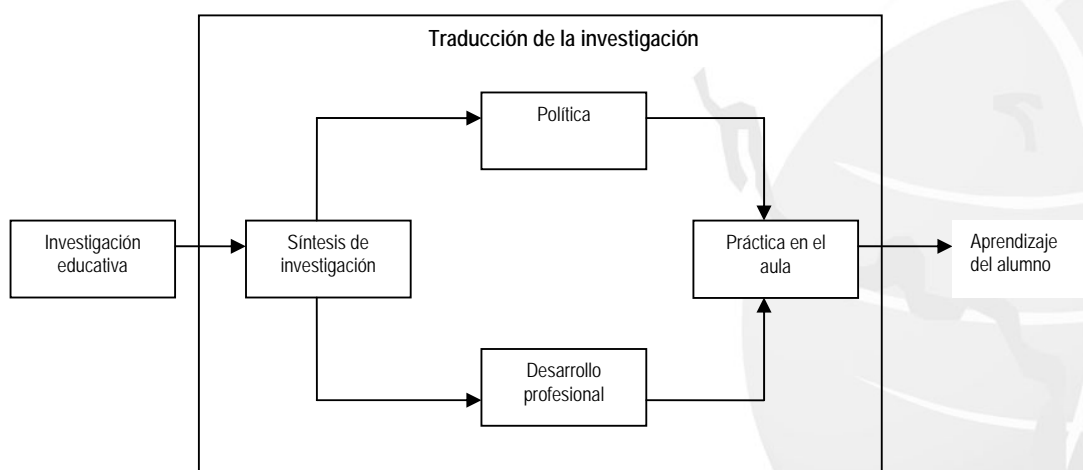 Traducción de la investigación
Política
Investigación
educativa
Síntesis de
investigación
Práctica en el
aula
Aprendizaje
del alumno
Desarrollo
profesional